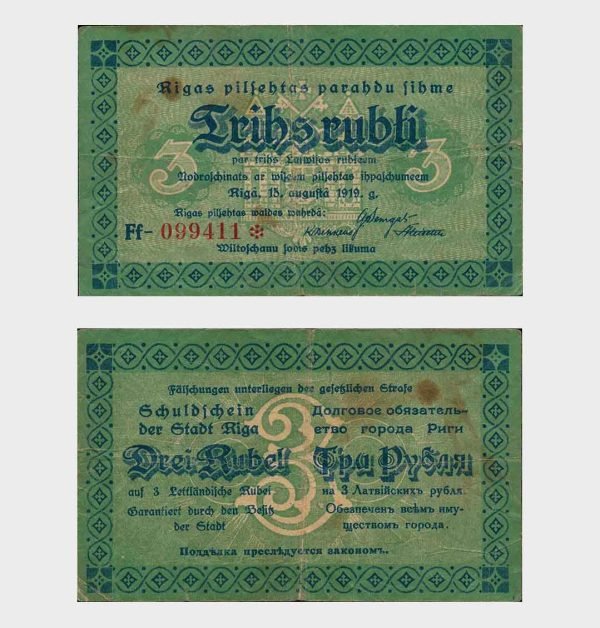 Rigas pilsehtas parahdu sihme
Trihs rubli
3 3
par trihs Latwijas rubleem
Nodroschinats ar wiseem pilsehtas ihpaschumeem
Rigā, 15. augustā 1919. g.
Rigas pilsehtas waldes wahrdā:
Ff- 099411 *
Wiltoschanu soda pehz likuma
Fälschungen unterliegen der gesetzlichen Strafe
Schuldschein
der Stadt Riga
Drei Rubel
auf 3 Lettländische Rubel
Garantiert durch den Besitz
der Stadt
3
Долговое обязатель-
ство города Риги
Три Рубля
на 3 Латвійскихъ рубля.
Обезпеченъ всѣмъ иму-
ществомъ города.
Поддѣлка преслѣдуется закономъ.